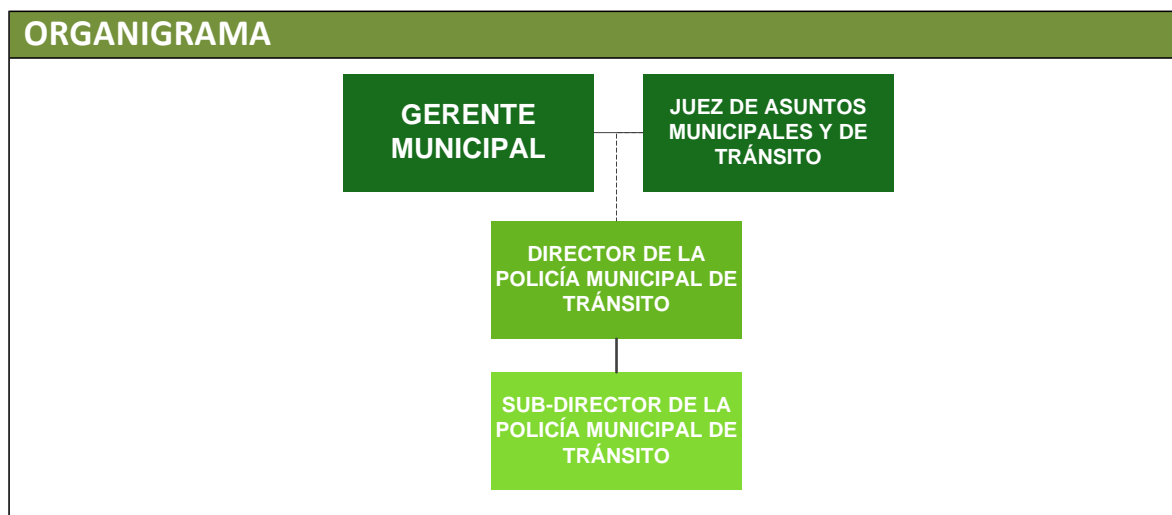 ORGANIGRAMA
GERENTE
MUNICIPAL
JUEZ DE ASUNTOS
MUNICIPALES Y DE
TRÁNSITO
DIRECTOR DE LA
POLICÍA MUNICIPAL DE
TRÁNSITO
SUB-DIRECTOR DE LA
POLICÍA MUNICIPAL DE
TRÁNSITO